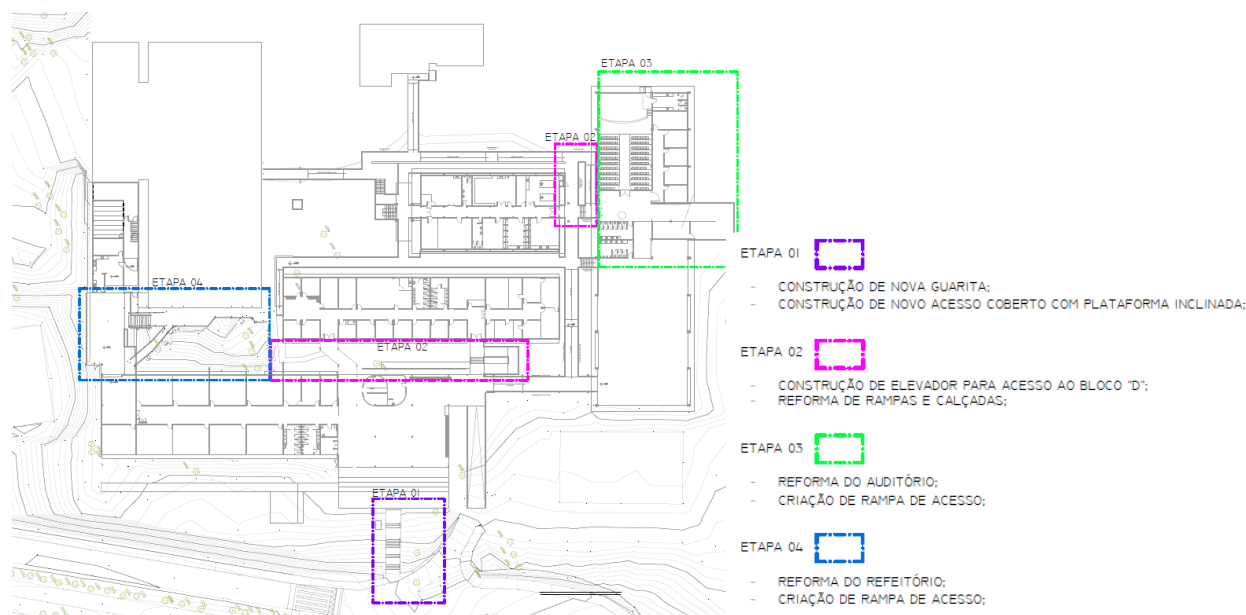 ETAPA 03
ETAPA 02
ETAPA 04
ETAPA 02
ETAPA 01
ETAPA 01
- CONSTRUÇÃO DE NOVA GUARITA;
- CONSTRUÇÃO DE NOVO ACESSO COBERTO COM PLATAFORMA INCLINADA;
ETAPA 02
- CONSTRUÇÃO DE ELEVADOR PARA ACESSO AO BLOCO "D";
- REFORMA DE RAMPAS E CALÇADAS;
ETAPA 03
- REFORMA DO AUDITÓRIO;
- CRIAÇÃO DE RAMPA DE ACESSO;
ETAPA 04
- REFORMA DO REFEITÓRIO;
- CRIAÇÃO DE RAMPA DE ACESSO;